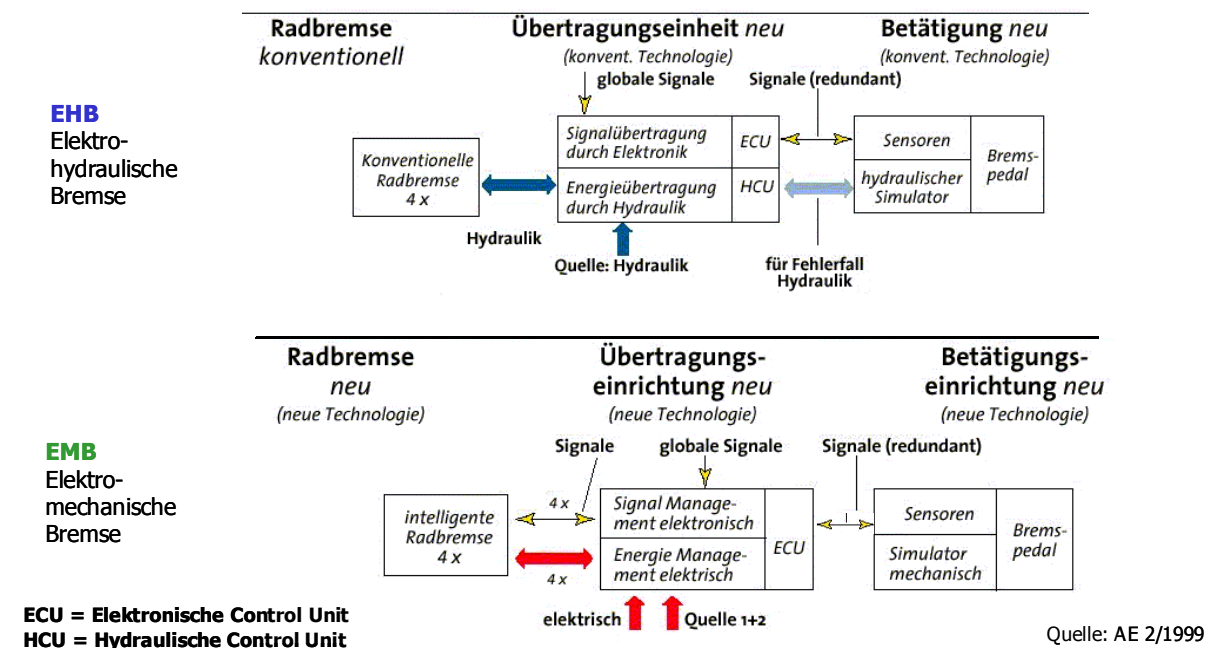 Radbremse
konventionell
Übertragungseinheit neu
(konvent. Technologie)
Betätigung neu
(konvent. Technologie)
globale Signale
Signale (redundant)
EHB
Elektro-
hydraulische
Bremse
Konventionelle
Radbremse
4 x
Signalübertragung
durch Elektronik
ECU
Energieübertragung
durch Hydraulik
HCU
Sensoren
hydraulischer
Simulator
Brems-
pedal
Hydraulik
Quelle: Hydraulik
für Fehlerfall
Hydraulik
Radbremse
neu
(neue Technologie)
Übertragungs-
einrichtung neu
(neue Technologie)
Betätigungs-
einrichtung neu
(neue Technologie)
EMB
Elektro-
mechanische
Bremse
Signale
globale Signale
Signale (redundant)
intelligente
Radbremse
4 x
4 x
4 x
Signal Manage-
ment elektronisch
Energie Manage-
ment elektrisch
ECU
Sensoren
Simulator
mechanisch
Brems-
pedal
elektrisch
Quelle 1+2
ECU = Elektronische Control Unit
HCU = Hydraulische Control Unit
Quelle: AE 2/1999